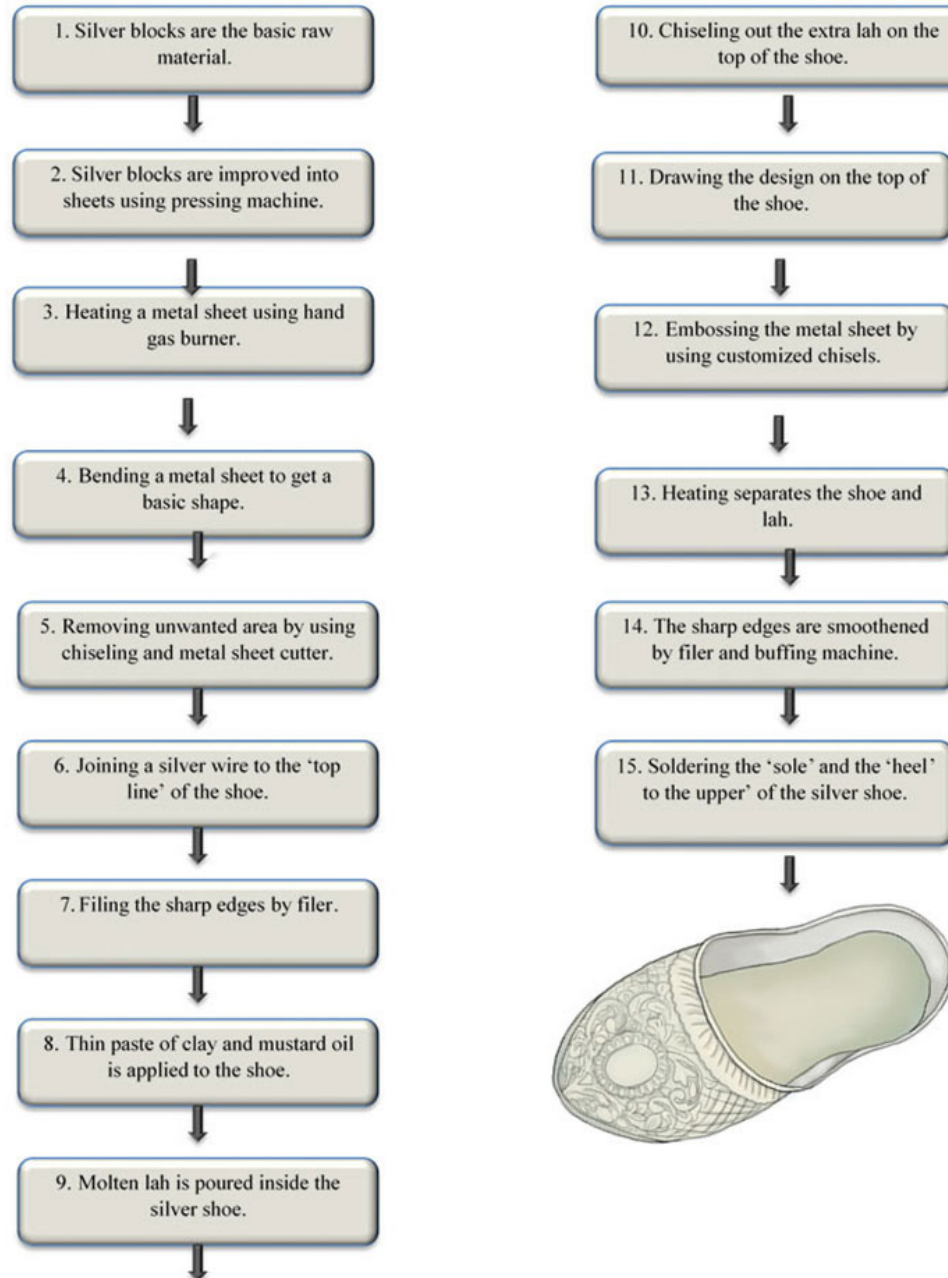 1. Silver blocks are the basic raw
material.
2. Silver blocks are improved into
sheets using pressing machine.
3. Heating a metal sheet using hand
gas burner.
4. Bending a metal sheet to get a
basic shape.
5. Removing unwanted area by using
chiseling and metal sheet cutter.
6. Joining a silver wire to the ‘top
line’ of the shoe.
7. Filing the sharp edges by filer.
8. Thin paste of clay and mustard oil
is applied to the shoe.
9. Molten lah is poured inside the
silver shoe.
10. Chiseling out the extra lah on the
top of the shoe.
11. Drawing the design on the top of
the shoe.
12. Embossing the metal sheet by
using customized chisels.
13. Heating separates the shoe and
lah.
14. The sharp edges are smoothened
by filer and buffing machine.
15. Soldering the ‘sole’ and the ‘heel’
to the upper’ of the silver shoe.